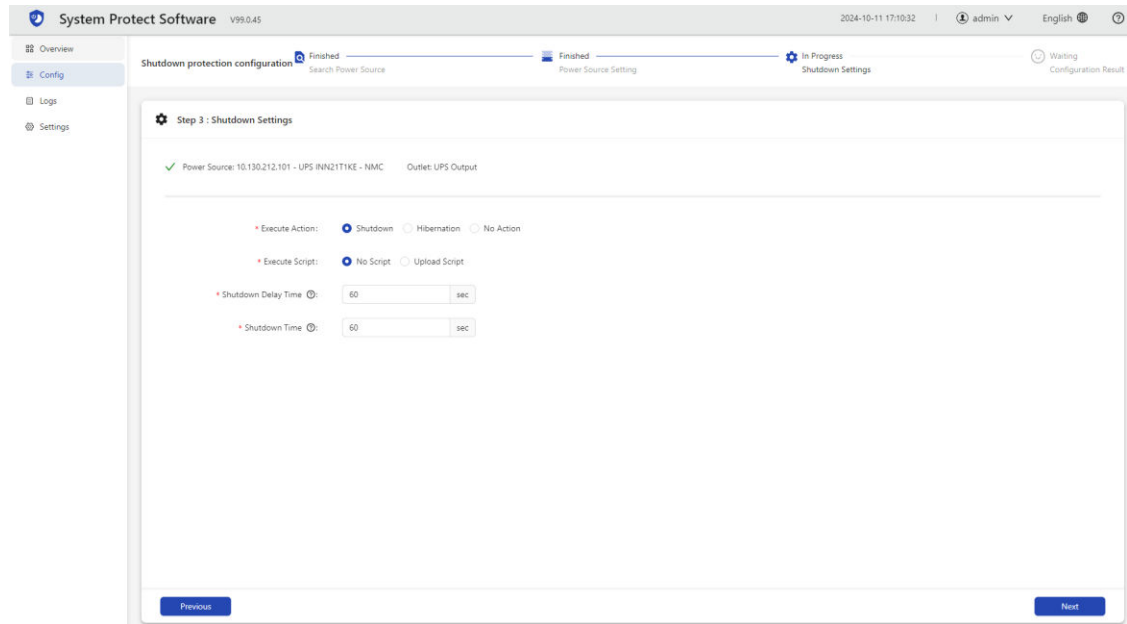 System Protect Software V99.0.45 2024-10-11 17:10:32 | admin English
Overview
Config
Logs
Settings
Shutdown protection configuration
Finished
Search Power Source
Finished
Power Source Setting
In Progress
Shutdown Settings
Waiting
Configuration Result
Step 3 : Shutdown Settings
Power Source: 10.130.212.101 - UPS INN21T1KE - NMC Outlet: UPS Output
* Execute Action: Shutdown Hibernation No Action
* Execute Script: No Script Upload Script
* Shutdown Delay Time ?: 60 sec
* Shutdown Time ?: 60 sec
Previous Next